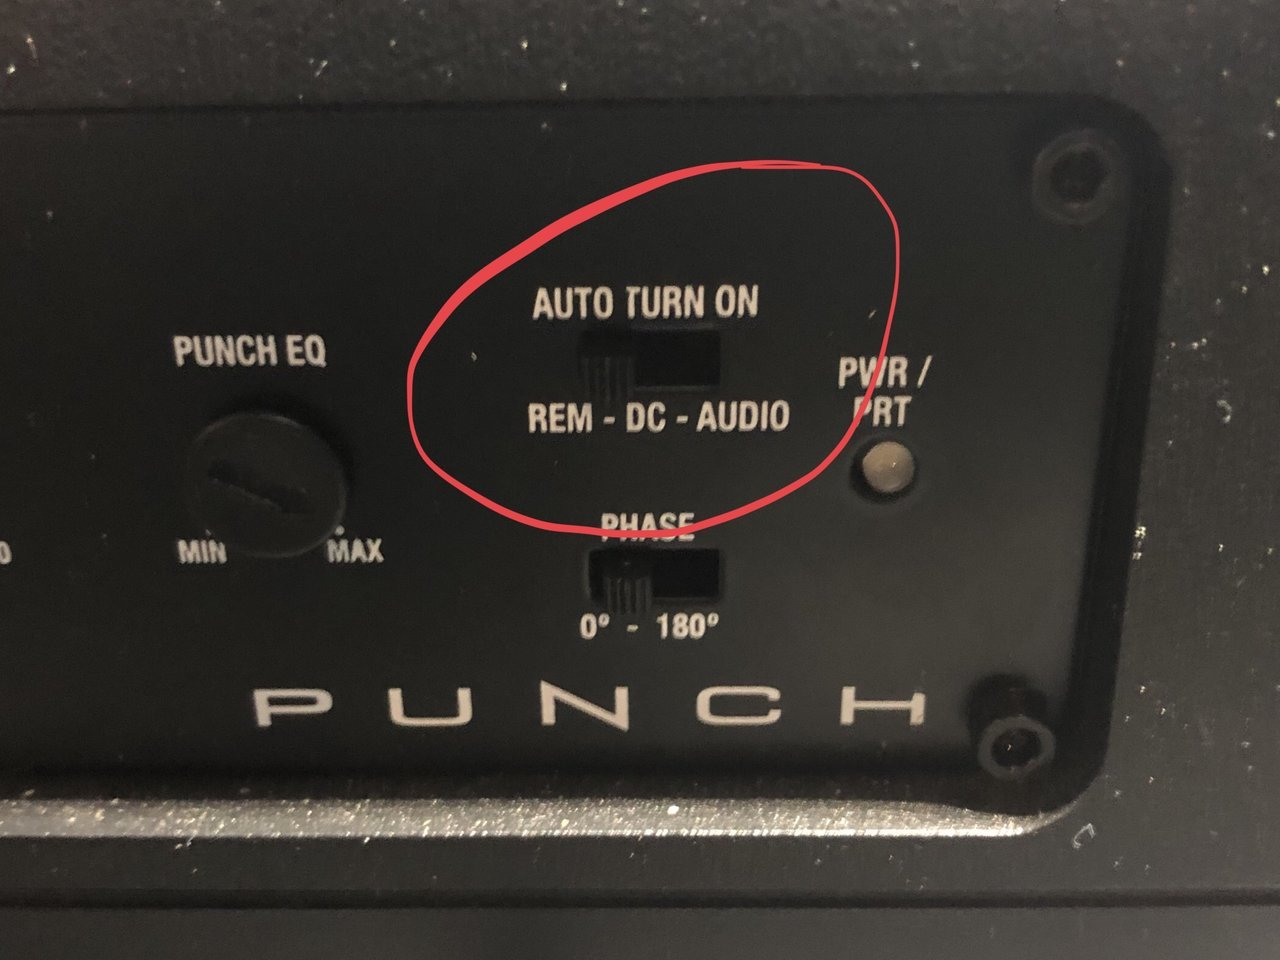 AUTO TURN ON
PUNCH EQ
REM - DC - AUDIO
PWR /
PRT
PHASE
MIN
MAX
0° - 180°
PUNCH